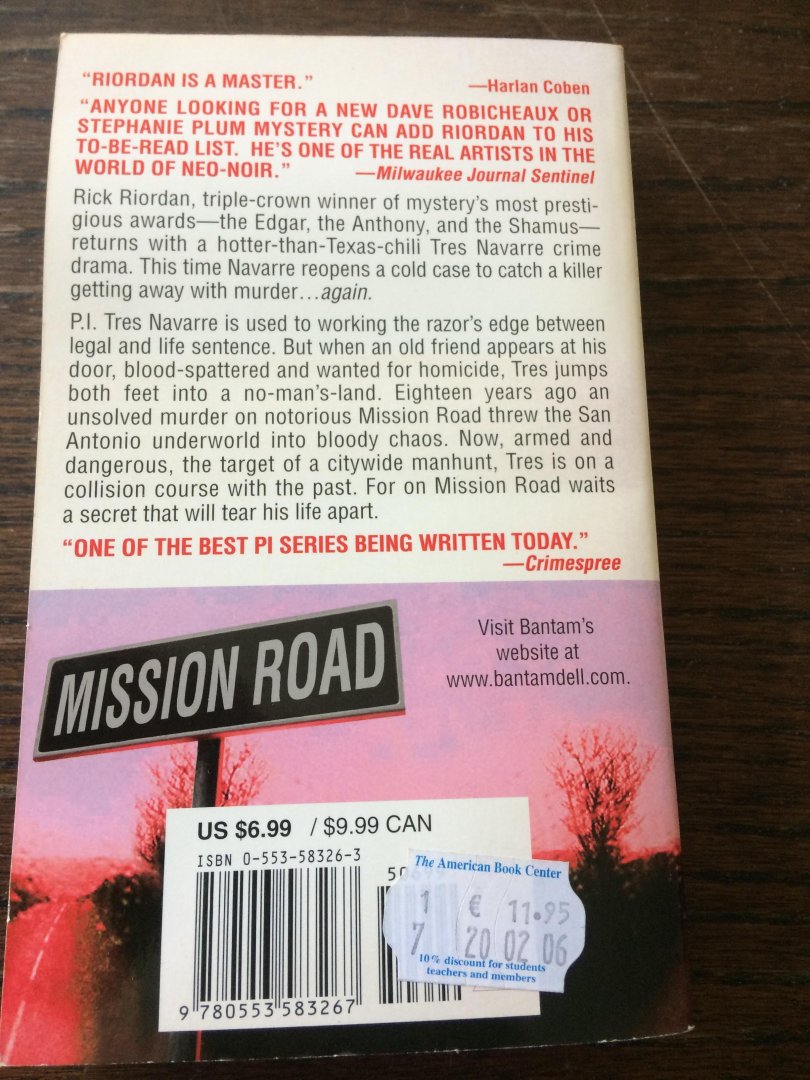 “RIORDAN IS A MASTER.”
—Harlan Coben
“ANYONE LOOKING FOR A NEW DAVE ROBICHEAUX OR
STEPHANIE PLUM MYSTERY CAN ADD RIORDAN TO HIS
TO-BE-READ LIST. HE’S ONE OF THE REAL ARTISTS IN THE
WORLD OF NEO-NOIR.” —Milwaukee Journal Sentinel
Rick Riordan, triple-crown winner of mystery’s most presti-
gious awards—the Edgar, the Anthony, and the Shamus—
returns with a hotter-than-Texas-chili Tres Navarre crime
drama. This time Navarre reopens a cold case to catch a killer
getting away with murder…again.
P.I. Tres Navarre is used to working the razor’s edge between
legal and life sentence. But when an old friend appears at his
door, blood-spattered and wanted for homicide, Tres jumps
both feet into a no-man’s-land. Eighteen years ago an
unsolved murder on notorious Mission Road threw the San
Antonio underworld into bloody chaos. Now, armed and
dangerous, the target of a citywide manhunt, Tres is on a
collision course with the past. For on Mission Road waits
a secret that will tear his life apart.
“ONE OF THE BEST PI SERIES BEING WRITTEN TODAY.”
—Crimespree
MISSION ROAD
Visit Bantam’s
website at
www.bantamdell.com.
US $6.99 / $9.99 CAN
ISBN 0-553-58326-3
9 780553 583267
The American Book Center
1 € 11.95
7 20 02 06
10% discount for students
teachers and members